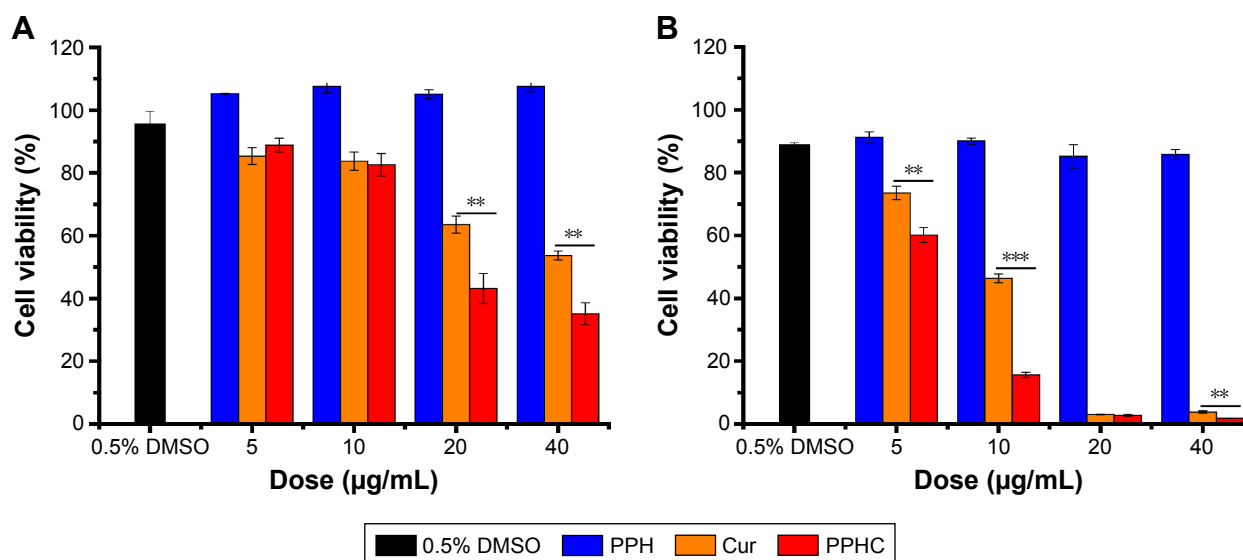 A
120
100
80
60
40
20
0
Cell viability (%)
**
**
0.5% DMSO 5 10 20 40
Dose (µg/mL)
B
120
100
80
60
40
20
0
Cell viability (%)
**
***
**
0.5% DMSO 5 10 20 40
Dose (µg/mL)
0.5% DMSO PPH Cur PPHC